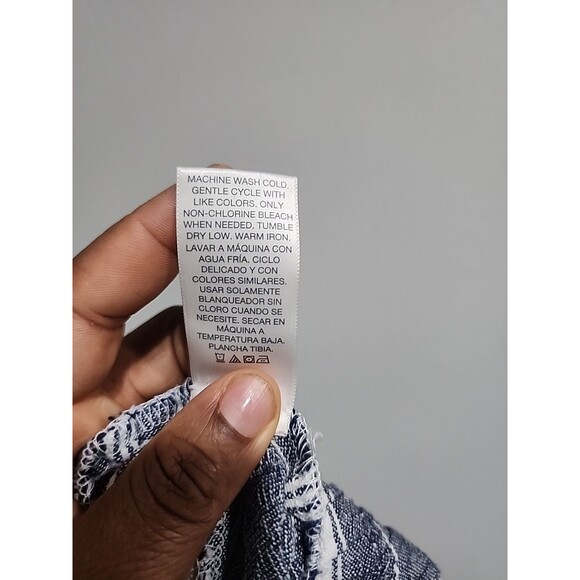 MACHINE WASH COLD,
GENTLE CYCLE WITH
LIKE COLORS. ONLY
NON-CHLORINE BLEACH
WHEN NEEDED. TUMBLE
DRY LOW. WARM IRON.
LAVAR A MÁQUINA CON
AGUA FRÍA. CICLO
DELICADO Y CON
COLORES SIMILARES.
USAR SOLAMENTE
BLANQUEADOR SIN
CLORO CUANDO SE
NECESITE. SECAR EN
MÁQUINA A
TEMPERATURA BAJA.
PLANCHA TIBIA.